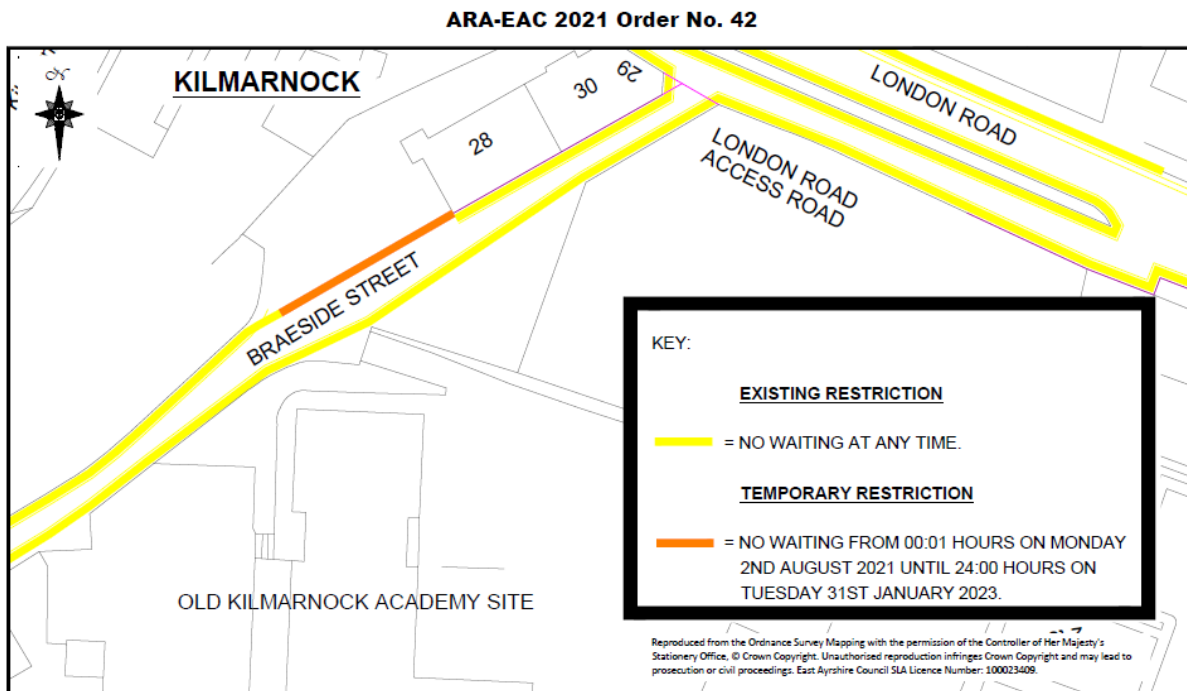 ARA-EAC 2021 Order No. 42
KILMARNOCK
29
30
28
LONDON ROAD
LONDON ROAD
ACCESS ROAD
BRAESIDE STREET
OLD KILMARNOCK ACADEMY SITE
KEY:
EXISTING RESTRICTION
= NO WAITING AT ANY TIME.
TEMPORARY RESTRICTION
= NO WAITING FROM 00:01 HOURS ON MONDAY
2ND AUGUST 2021 UNTIL 24:00 HOURS ON
TUESDAY 31ST JANUARY 2023.
Reproduced from the Ordnance Survey Mapping with the permission of the Controller of Her Majesty's
Stationery Office, © Crown Copyright. Unauthorised reproduction infringes Crown Copyright and may lead to
prosecution or civil proceedings. East Ayrshire Council SLA Licence Number: 100023409.